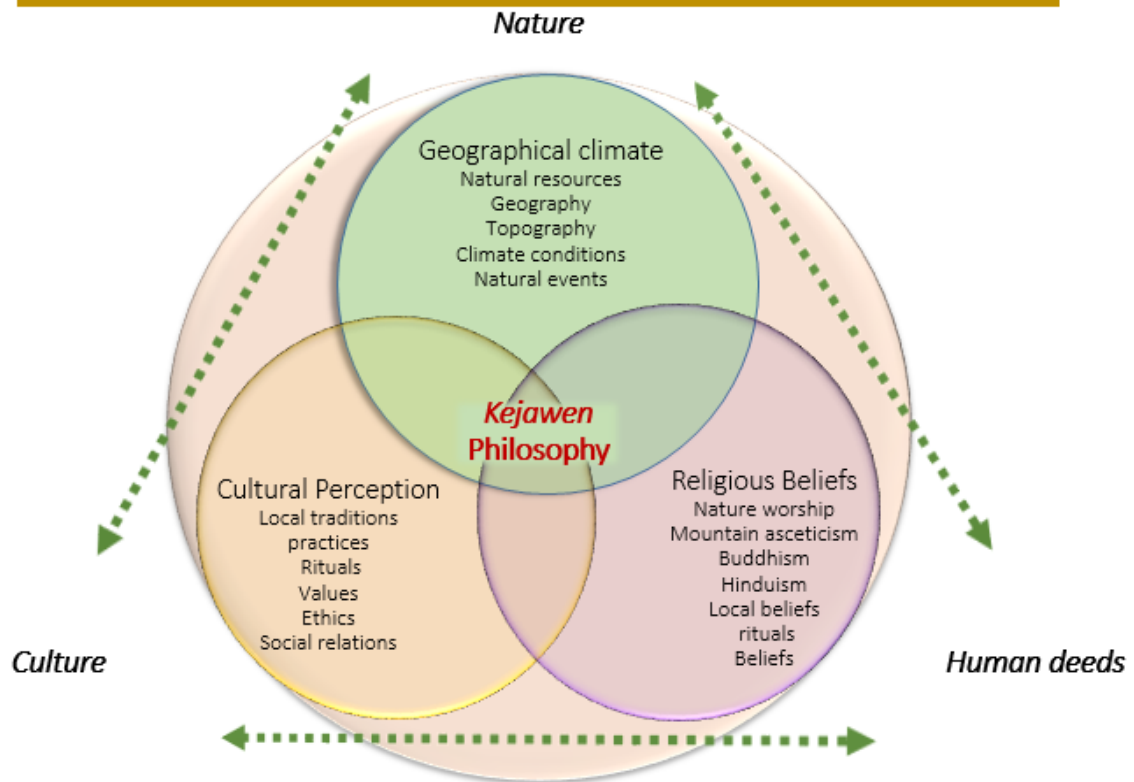 Nature
Geographical climate
Natural resources
Geography
Topography
Climate conditions
Natural events
Kejawen
Philosophy
Cultural Perception
Local traditions
practices
Rituals
Values
Ethics
Social relations
Religious Beliefs
Nature worship
Mountain asceticism
Buddhism
Hinduism
Local beliefs
rituals
Beliefs
Culture
Human deeds